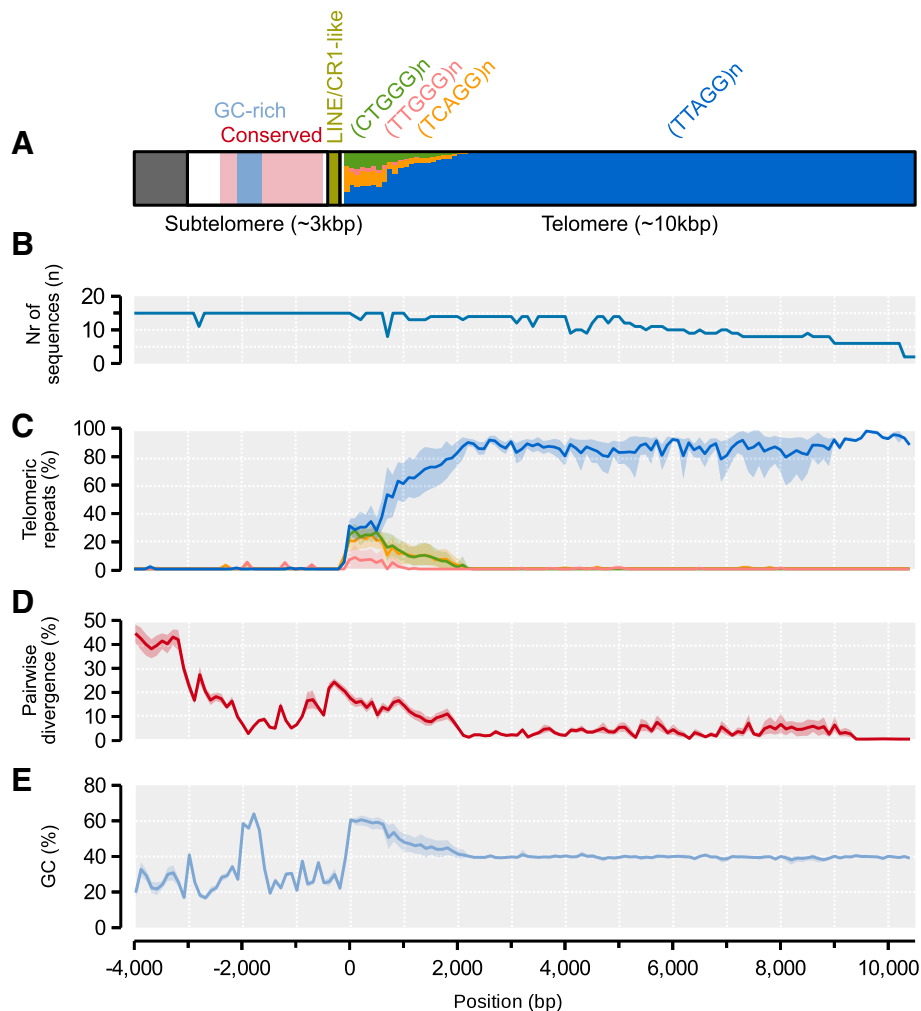 LINE/CR1-like
(CTGGG)n
(TTGGG)n
(TCAGG)n
(TTAGG)n
GC-rich
Conserved
A
Subtelomere (~3kbp)
Telomere (~10kbp)
B
Nr of
sequences (n)
20
10
0
C
Telomeric
repeats (%)
100
80
60
40
20
0
D
Pairwise
divergence (%)
50
40
30
20
10
0
E
GC (%)
80
60
40
20
0
-4,000 -2,000 0 2,000 4,000 6,000 8,000 10,000
Position (bp)